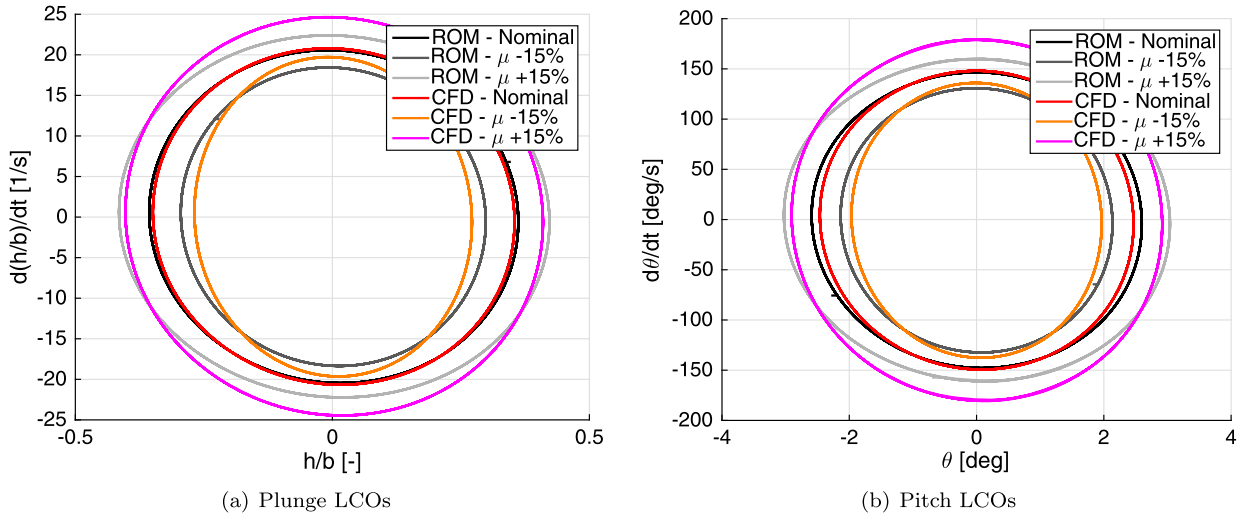 25
20
15
10
5
0
-5
-10
-15
-20
25
d(h/b)/dt [1/s]
-0.5
0
0.5
h/b [-]
ROM - Nominal
ROM - μ -15%
ROM - μ +15%
CFD - Nominal
CFD - μ -15%
CFD - μ +15%
(a) Plunge LCOs
200
150
100
50
0
-50
-100
-150
-200
dθ/dt [deg/s]
-4
-2
0
2
4
θ [deg]
ROM - Nominal
ROM - μ -15%
ROM - μ +15%
CFD - Nominal
CFD - μ -15%
CFD - μ +15%
(b) Pitch LCOs